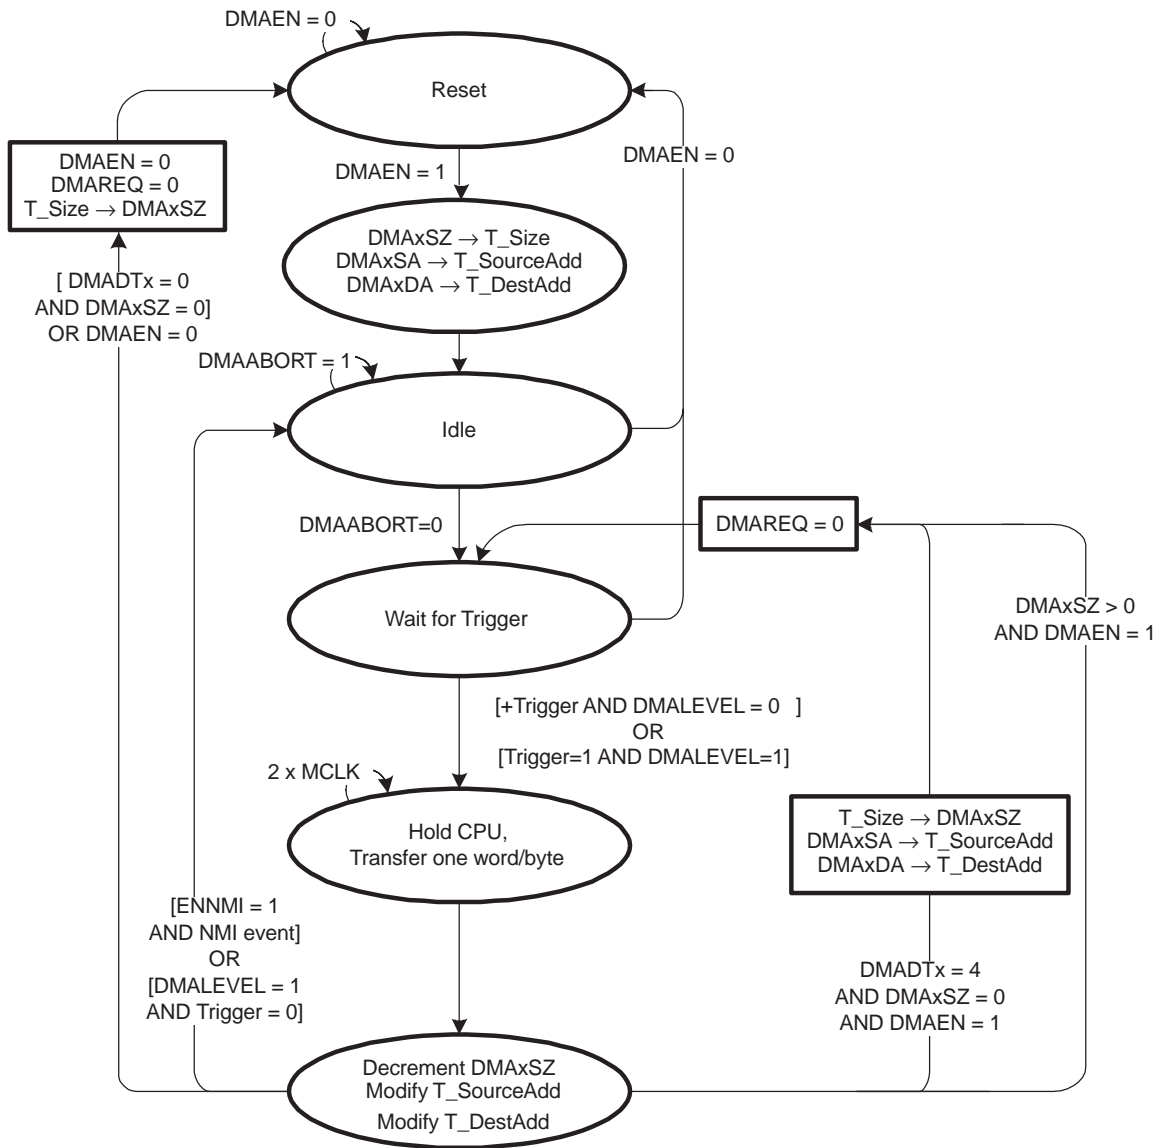 DMAEN = 0
Reset
DMAEN = 0
DMAREQ = 0
T_Size → DMAxSZ
DMAEN = 0
DMAEN = 1
DMAxSZ → T_Size
DMAxSA → T_SourceAdd
DMAxDA → T_DestAdd
[ DMADTx = 0
AND DMAxSZ = 0]
OR DMAEN = 0
DMAABORT = 1
Idle
DMAABORT=0
DMAREQ = 0
Wait for Trigger
DMAxSZ > 0
AND DMAEN = 1
[+Trigger AND DMALEVEL = 0 ]
OR
[Trigger=1 AND DMALEVEL=1]
2 x MCLK
Hold CPU,
Transfer one word/byte
T_Size → DMAxSZ
DMAxSA → T_SourceAdd
DMAxDA → T_DestAdd
[ENNMI = 1
AND NMI event]
OR
[DMALEVEL = 1
AND Trigger = 0]
DMADTx = 4
AND DMAxSZ = 0
AND DMAEN = 1
Decrement DMAxSZ
Modify T_SourceAdd
Modify T_DestAdd